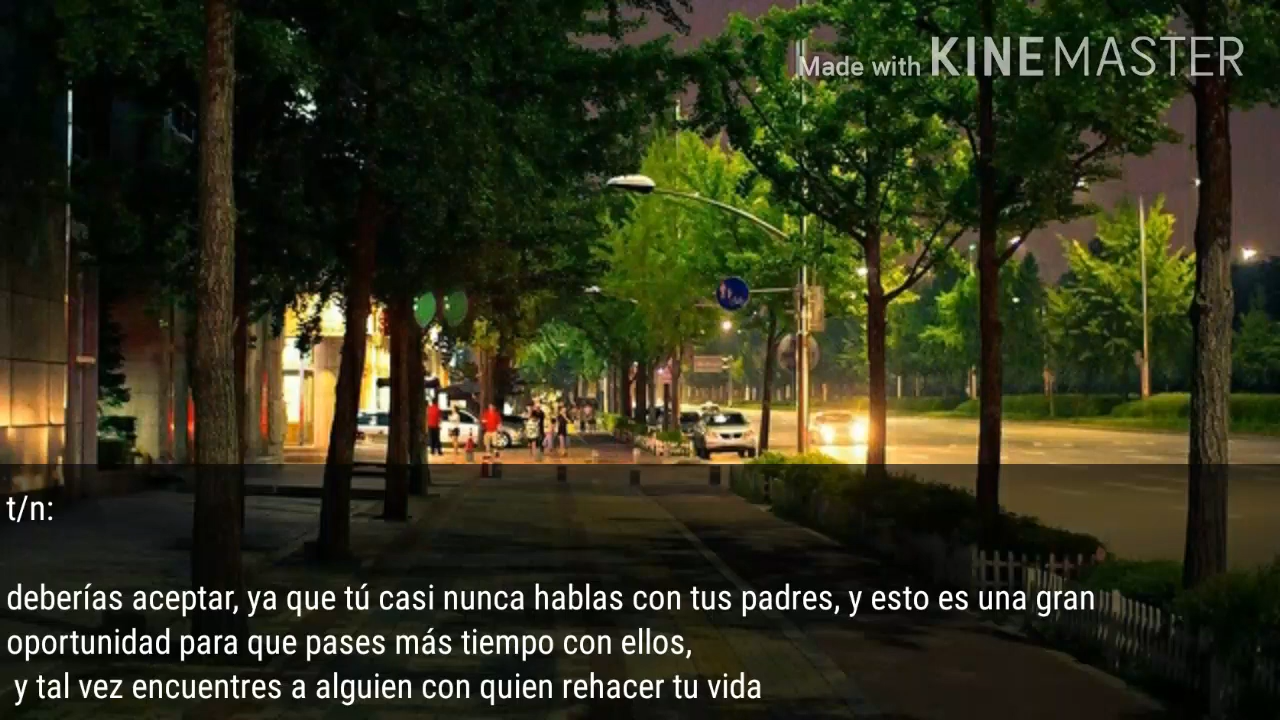 Made with KINEMASTER
t/n:
deberías aceptar, ya que tú casi nunca hablas con tus padres, y esto es una gran
oportunidad para que pases más tiempo con ellos,
y tal vez encuentres a alguien con quien rehacer tu vida